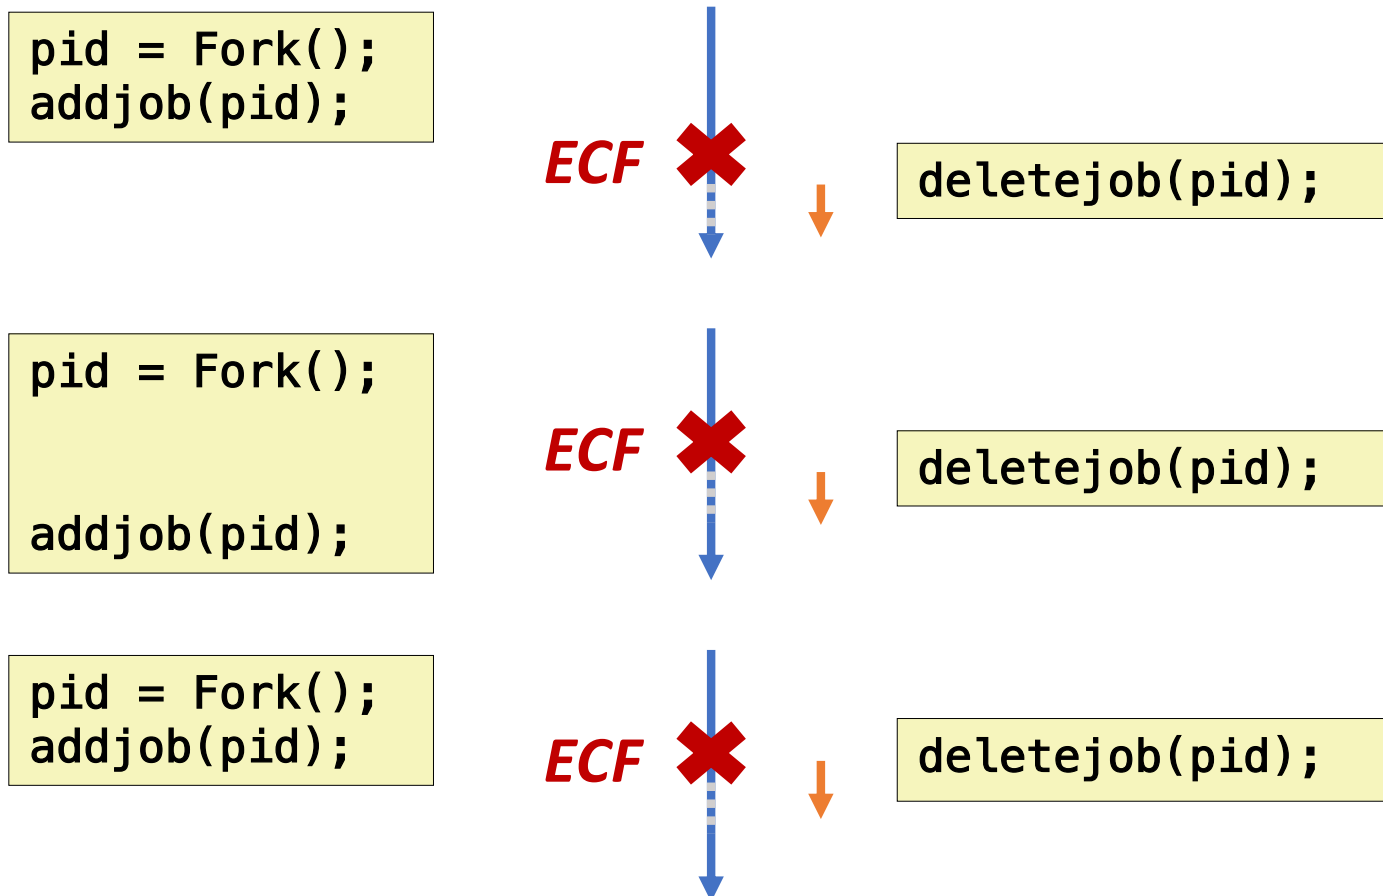 pid = Fork();
addjob(pid);
ECF
deletejob(pid);
pid = Fork();
ECF
deletejob(pid);
addjob(pid);
pid = Fork();
addjob(pid);
ECF
deletejob(pid);